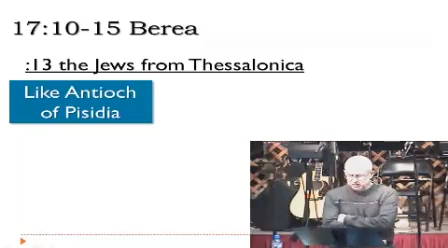 17:10-15 Berea
:13 the Jews from Thessalonica
Like Antioch
of Pisidia